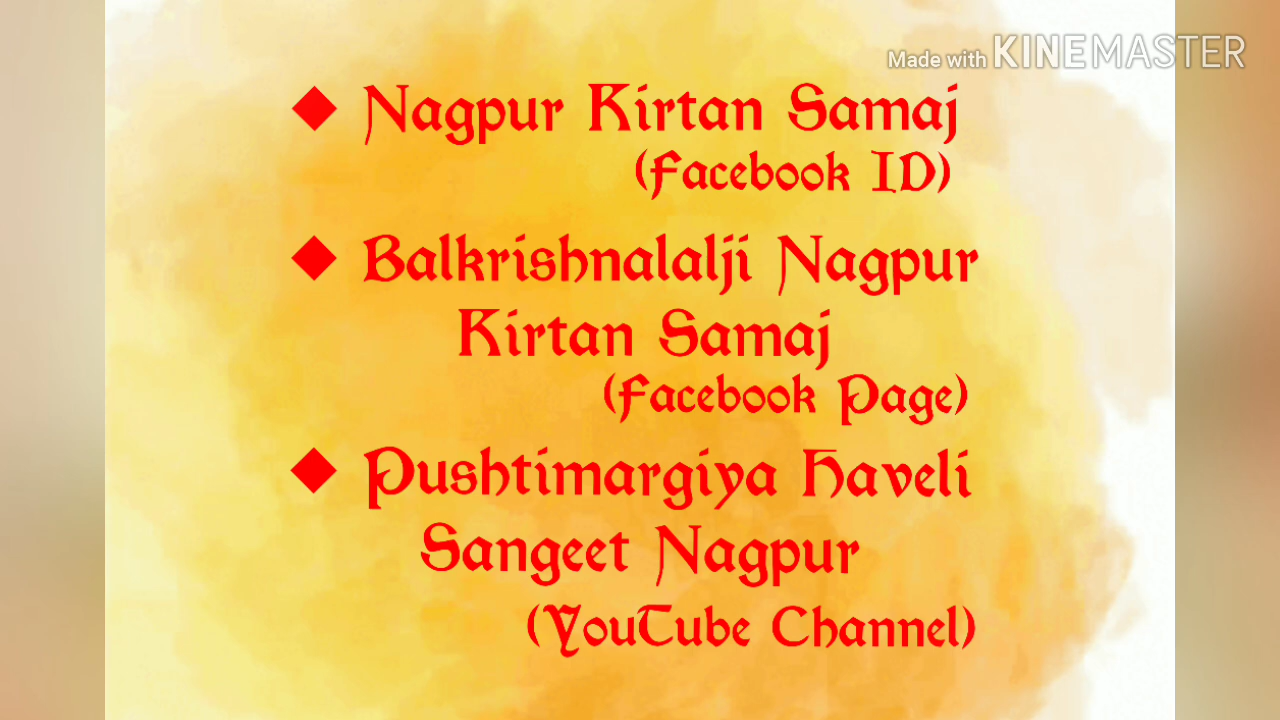 Made with KINEMASTER
◆ Nagpur Kirtan Samaj
(Facebook ID)
◆ Balkrishnalalji Nagpur
Kirtan Samaj
(Facebook Page)
◆ Pushtimargiya Haveli
Sangeet Nagpur
(YouTube Channel)